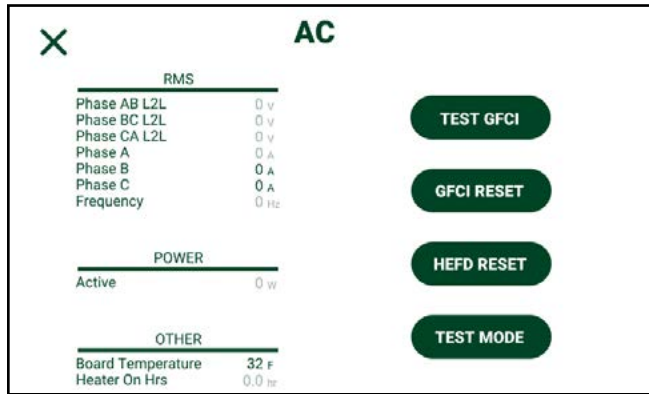 AC
RMS
Phase AB L2L 0 V
Phase BC L2L 0 V
Phase CA L2L 0 V
Phase A 0 A
Phase B 0 A
Phase C 0 A
Frequency 0 Hz
POWER
Active 0 W
OTHER
Board Temperature 32 F
Heater On Hrs 0.0 hr
TEST GFCI
GFCI RESET
HEFD RESET
TEST MODE